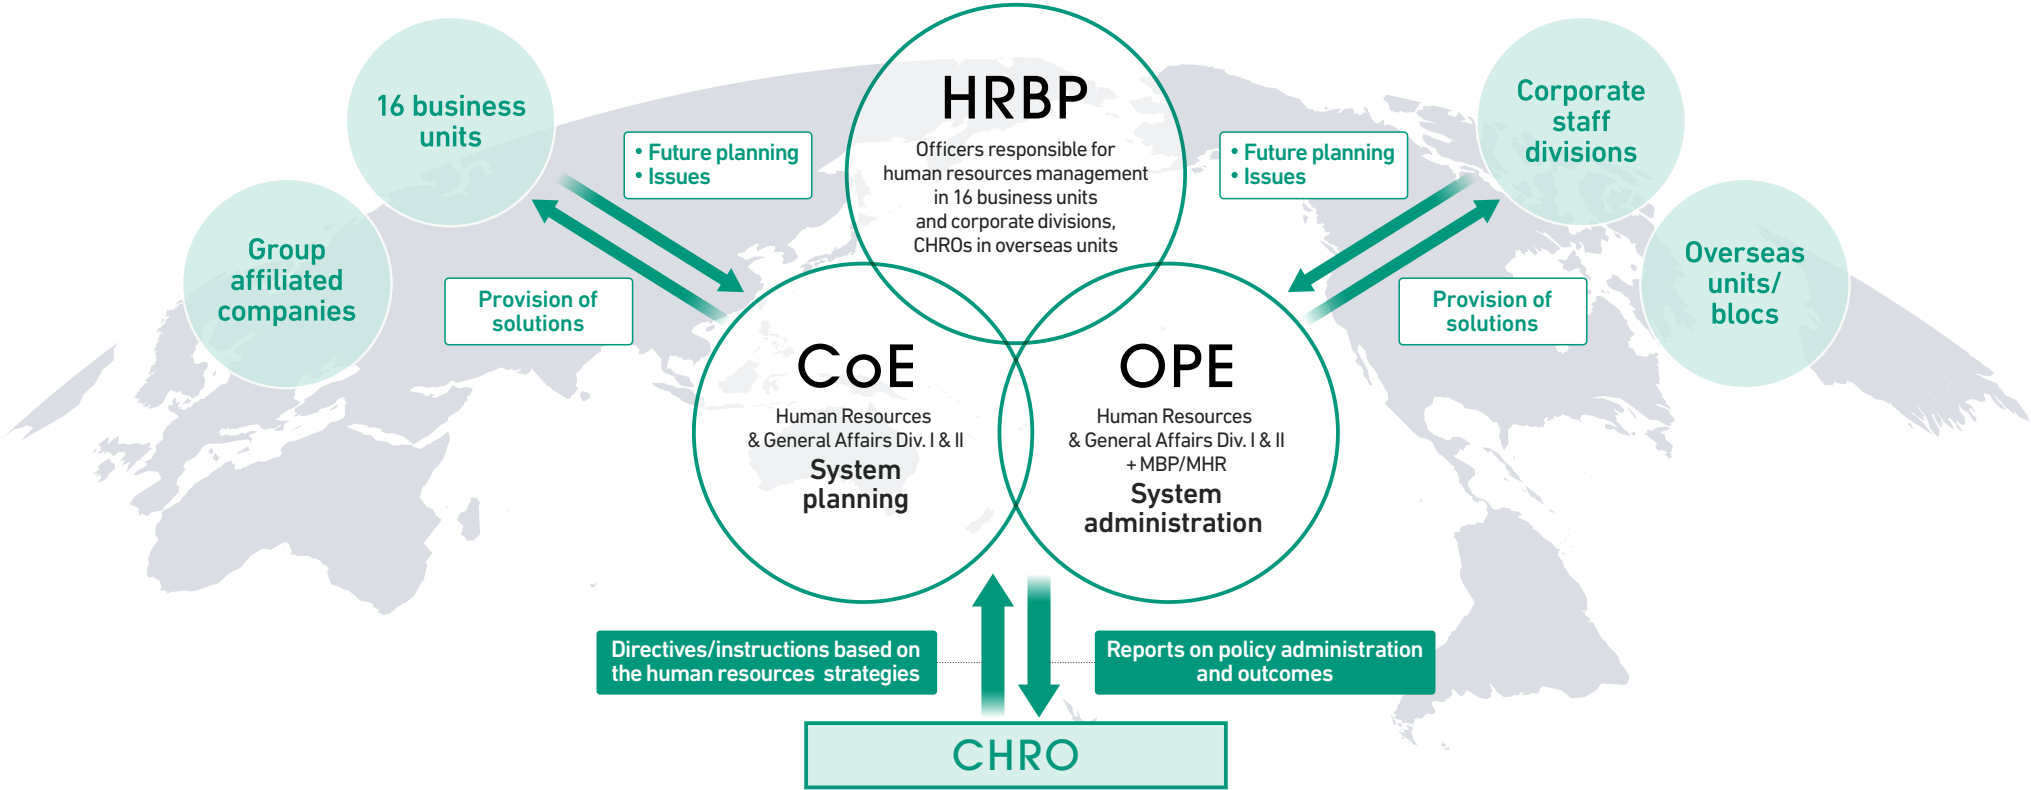 16 business
units
Group
affiliated
companies
• Future planning
• Issues
Provision of
solutions
HRBP
Officers responsible for
human resources management
in 16 business units
and corporate divisions,
CHROs in overseas units
• Future planning
• Issues
Provision of
solutions
Corporate
staff
divisions
Overseas
units/
blocs
CoE
Human Resources
& General Affairs Div. I & II
System
planning
OPE
Human Resources
& General Affairs Div. I & II
+ MBP/MHR
System
administration
Directives/instructions based on
the human resources strategies
Reports on policy administration
and outcomes
CHRO